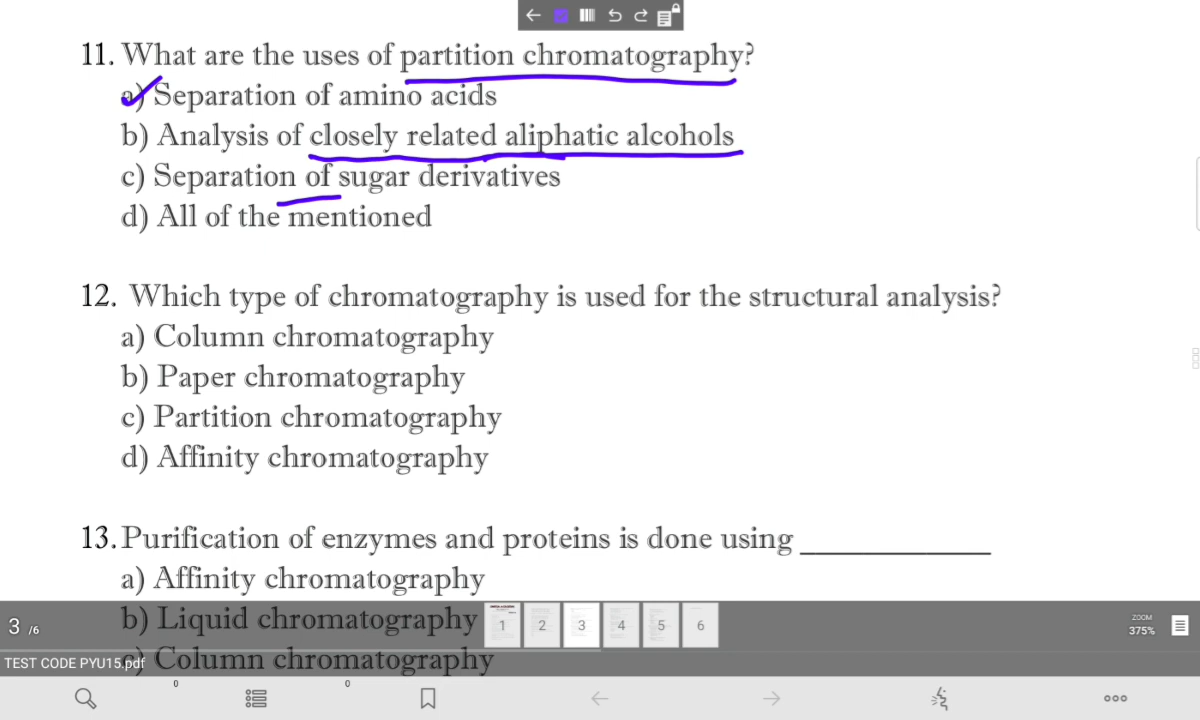 11. What are the uses of partition chromatography?
a) Separation of amino acids
b) Analysis of closely related aliphatic alcohols
c) Separation of sugar derivatives
d) All of the mentioned
12. Which type of chromatography is used for the structural analysis?
a) Column chromatography
b) Paper chromatography
c) Partition chromatography
d) Affinity chromatography
13. Purification of enzymes and proteins is done using ____________
a) Affinity chromatography
b) Liquid chromatography
c) Column chromatography
3 /6
1 2 3 4 5 6
ZOOM
375%
TEST CODE PYU15.pdf
0 0